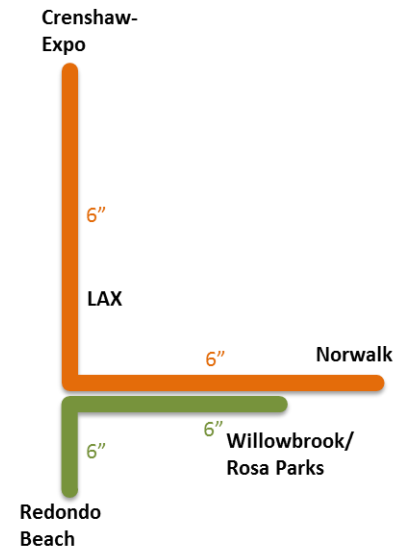 Crenshaw-
Expo
6”
LAX
6”
Norwalk
6”
Willowbrook/
Rosa Parks
6”
Redondo
Beach